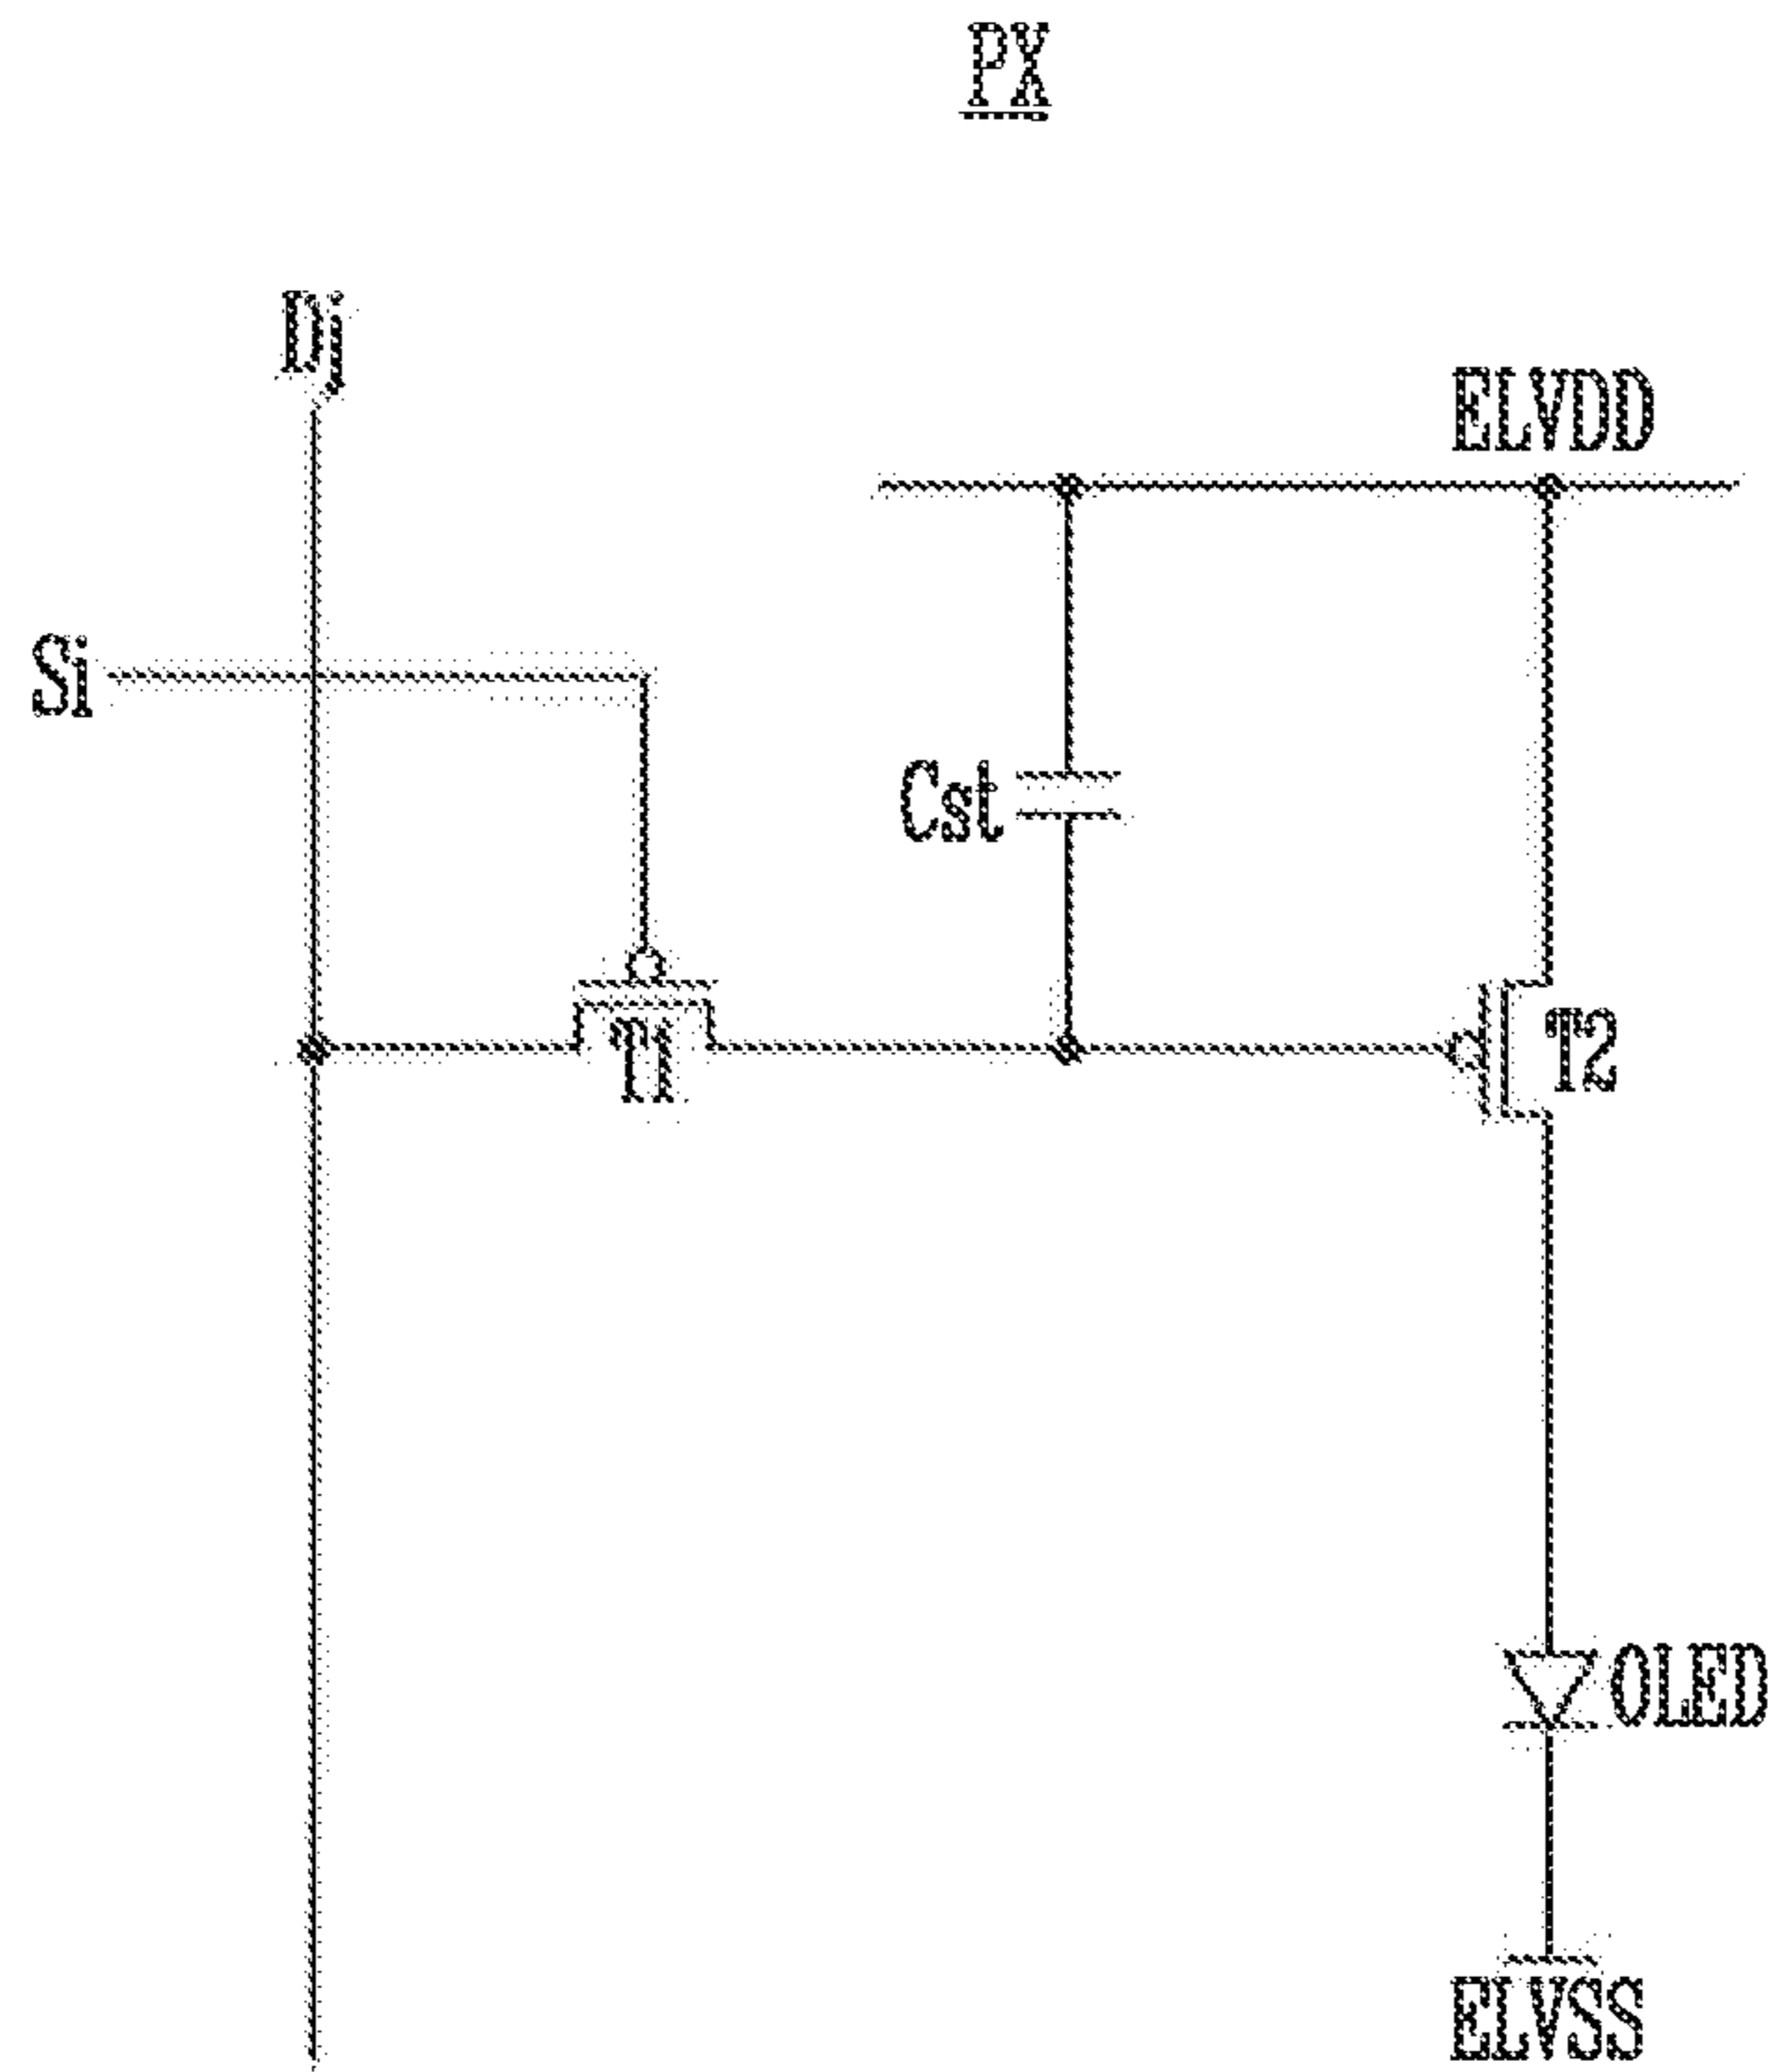 PX
Dj
ELVDD
Si
Cst
T1
T2
OLED
ELVSS